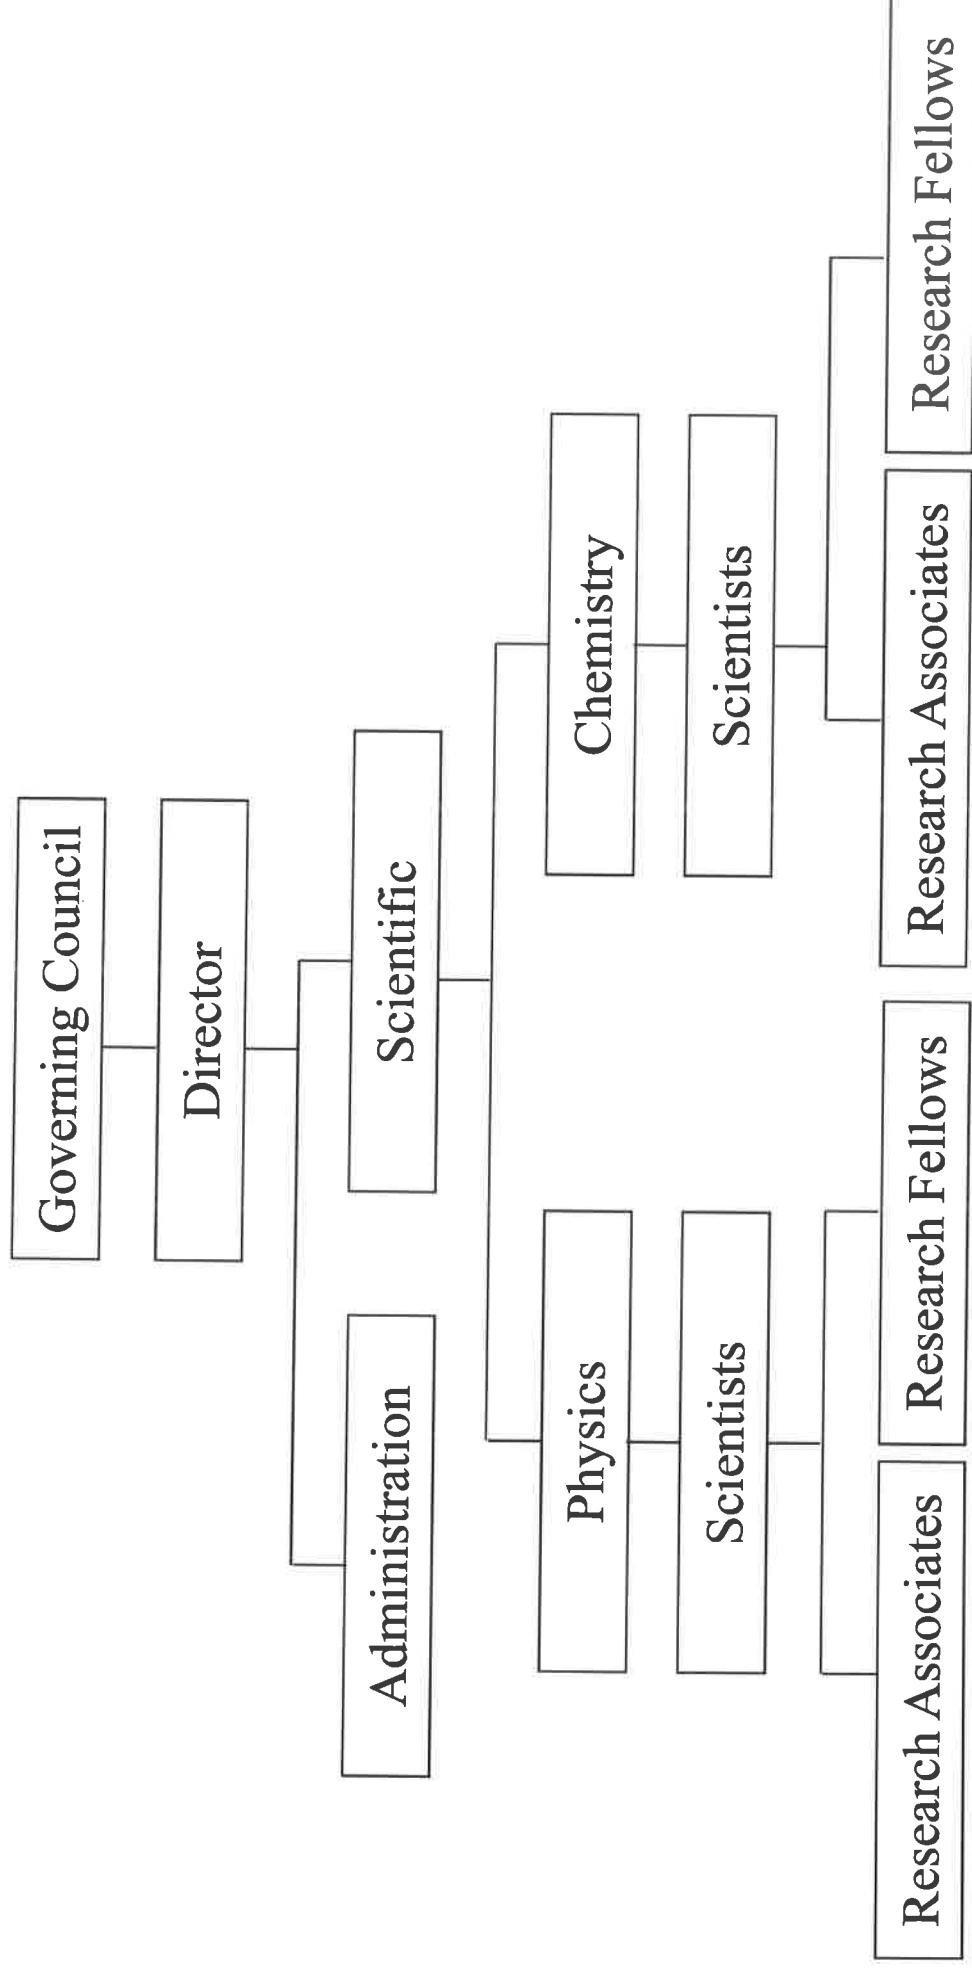 Governing Council
Director
Administration
Scientific
Physics
Chemistry
Scientists
Scientists
Research Associates
Research Fellows
Research Associates
Research Fellows